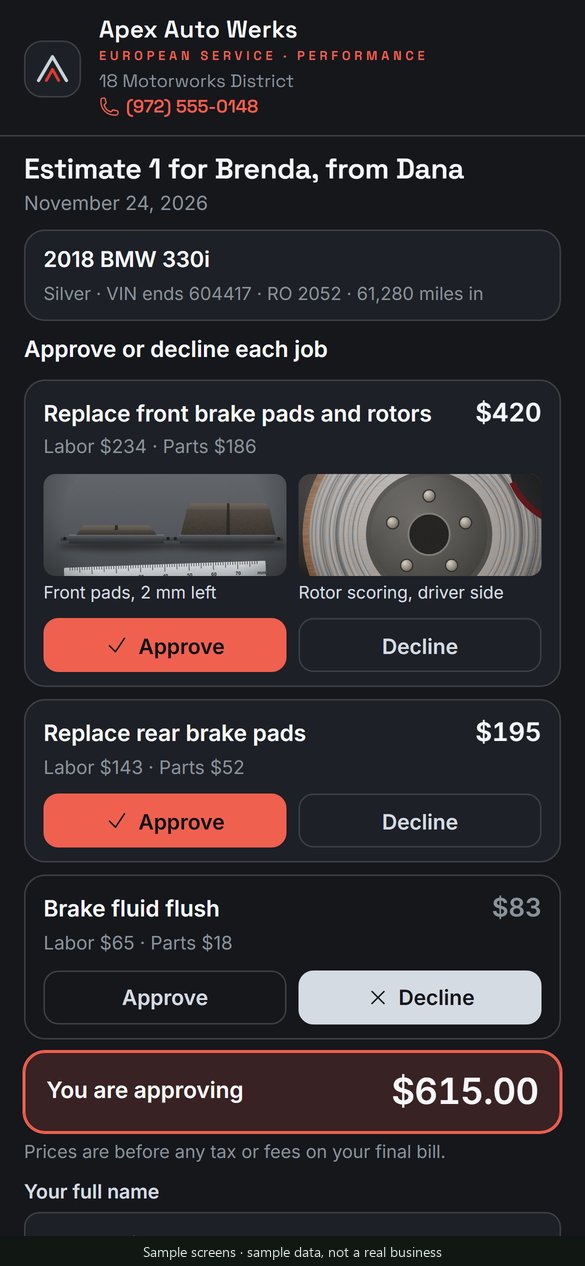 Apex Auto Werks
EUROPEAN SERVICE · PERFORMANCE
18 Motorworks District
(972) 555-0148
Estimate 1 for Brenda, from Dana
November 24, 2026
2018 BMW 330i
Silver · VIN ends 604417 · RO 2052 · 61,280 miles in
Approve or decline each job
Replace front brake pads and rotors $420
Labor $234 · Parts $186
Front pads, 2 mm left
Rotor scoring, driver side
Approve
Decline
Replace rear brake pads $195
Labor $143 · Parts $52
Approve
Decline
Brake fluid flush $83
Labor $65 · Parts $18
Approve
Decline
You are approving $615.00
Prices are before any tax or fees on your final bill.
Your full name
Sample screens · sample data, not a real business